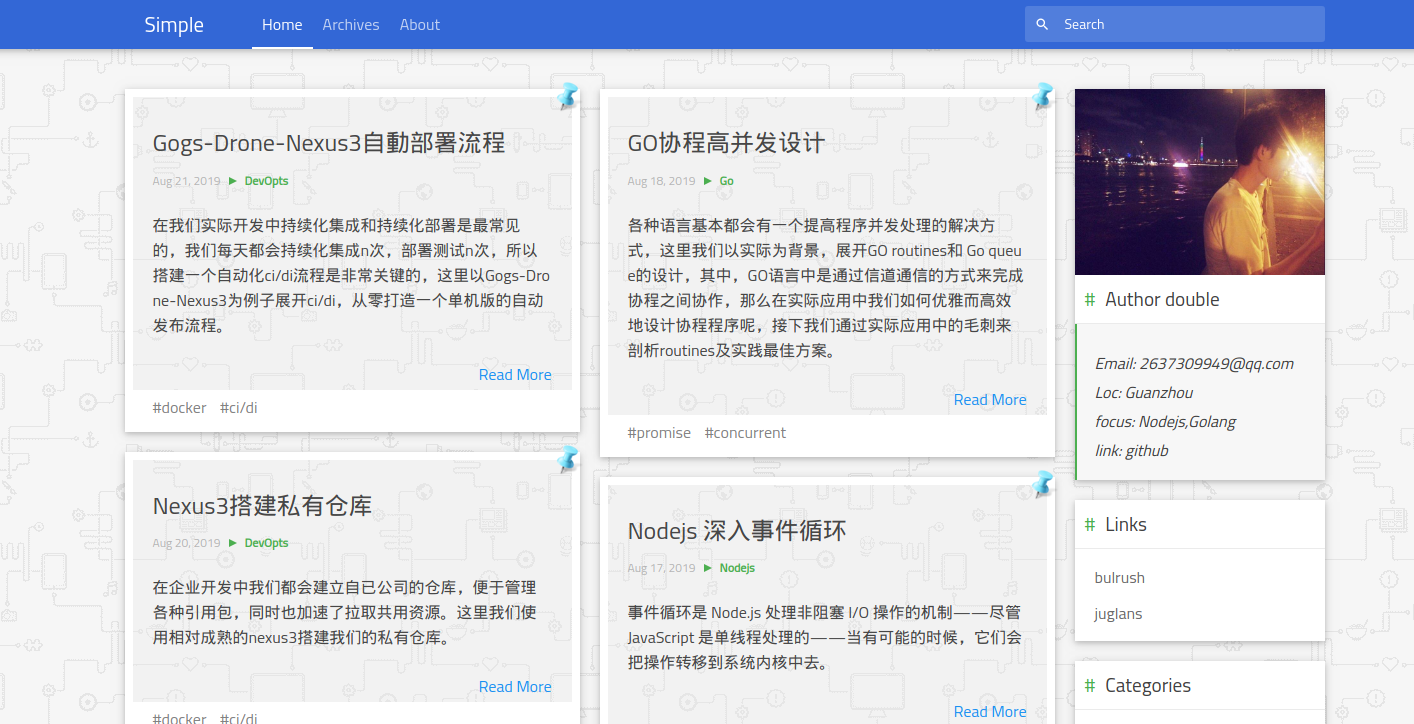 Simple
Home
Archives
About
Search
Gogs-Drone-Nexus3自動部署流程
Aug 21, 2019 ► DevOpts
在我们实际开发中持续化集成和持续化部署是最常见
的，我们每天都会持续化集成n次，部署测试n次，所以
搭建一个自动化ci/di流程是非常关键的，这里以Gogs-Dro
ne-Nexus3为例子展开ci/di，从零打造一个单机版的自动
发布流程。
Read More
#docker #ci/di
Nexus3搭建私有仓库
Aug 20, 2019 ► DevOpts
在企业开发中我们都会建立自已公司的仓库，便于管理
各种引用包，同时也加速了拉取共用资源。这里我们使
用相对成熟的nexus3搭建我们的私有仓库。
Read More
#docker #ci/di
GO协程高并发设计
Aug 18, 2019 ► Go
各种语言基本都会有一个提高程序并发处理的解决方
式，这里我们以实际为背景，展开GO routines和 Go queu
e的设计，其中，GO语言中是通过信道通信的方式来完成
协程之间协作，那么在实际应用中我们如何优雅而高效
地设计协程程序呢，接下我们通过实际应用中的毛刺来
剖析routines及实践最佳方案。
Read More
#promise #concurrent
Nodejs 深入事件循环
Aug 17, 2019 ► Nodejs
事件循环是 Node.js 处理非阻塞 I/O 操作的机制——尽管
JavaScript 是单线程处理的——当有可能的时候，它们会
把操作转移到系统内核中去。
Read More
# Author double
Email: 2637309949@qq.com
Loc: Guanzhou
focus: Nodejs,Golang
link: github
# Links
bulrush
juglans
# Categories